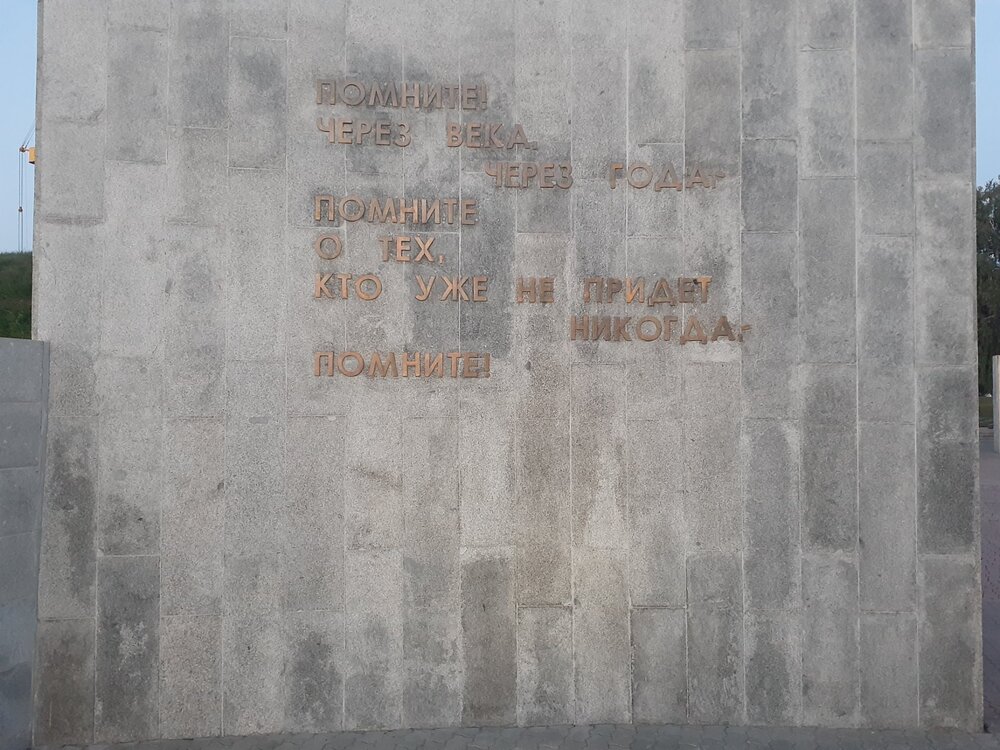 ПОМНИТЕ!
ЧЕРЕЗ ВЕКА,
ЧЕРЕЗ ГОДА,-
ПОМНИТЕ
О ТЕХ,
КТО УЖЕ НЕ ПРИДЕТ
НИКОГДА,-
ПОМНИТЕ!